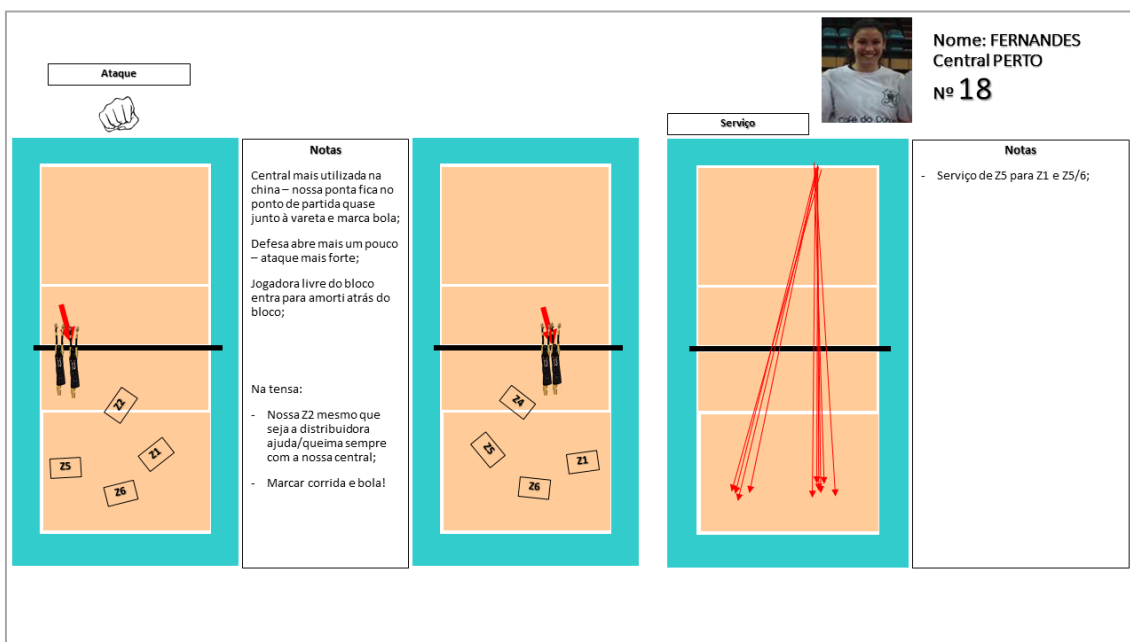 Nome: FERNANDES
Central PERTO
Nº 18
Ataque
Serviço
Notas
Central mais utilizada na
china – nossa ponta fica no
ponto de partida quase
junto à vareta e marca bola;
Defesa abre mais um pouco
– ataque mais forte;
Jogadora livre do bloco
entra para amorti atrás do
bloco;
Na tensa:
- Nossa Z2 mesmo que
seja a distribuidora
ajuda/queima sempre
com a nossa central;
- Marcar corrida e bola!
Z2
Z1
Z5
Z6
Z4
Z5
Z1
Z6
Notas
- Serviço de Z5 para Z1 e Z5/6;